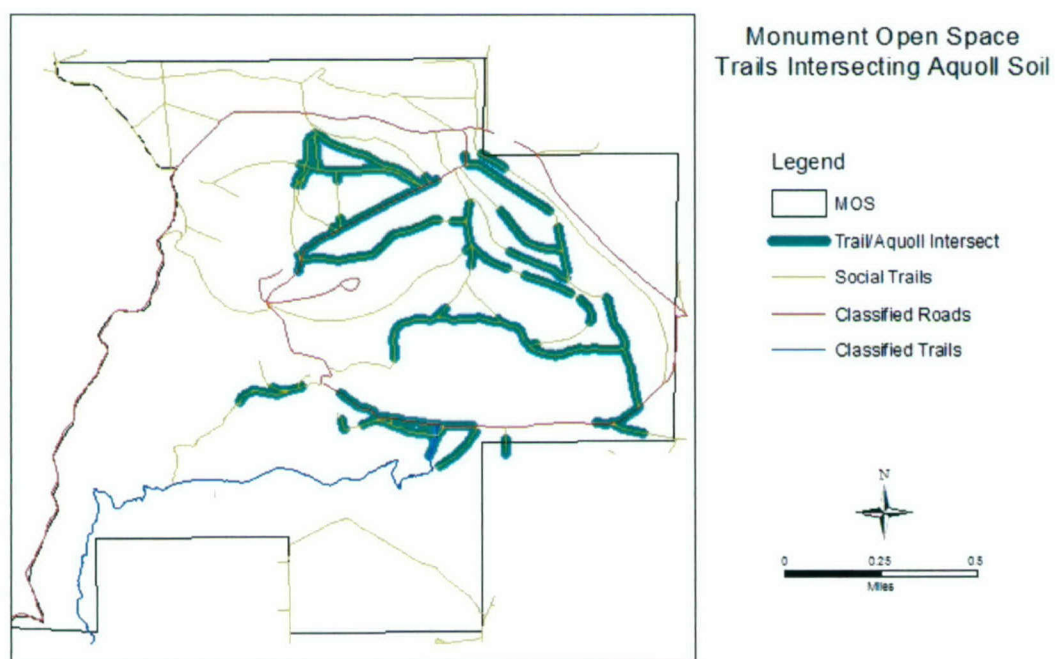 Monument Open Space
Trails Intersecting Aquoll Soil
Legend
MOS
Trail/Aquoll Intersect
Social Trails
Classified Roads
Classified Trails
N
0 0.25 0.5
Miles